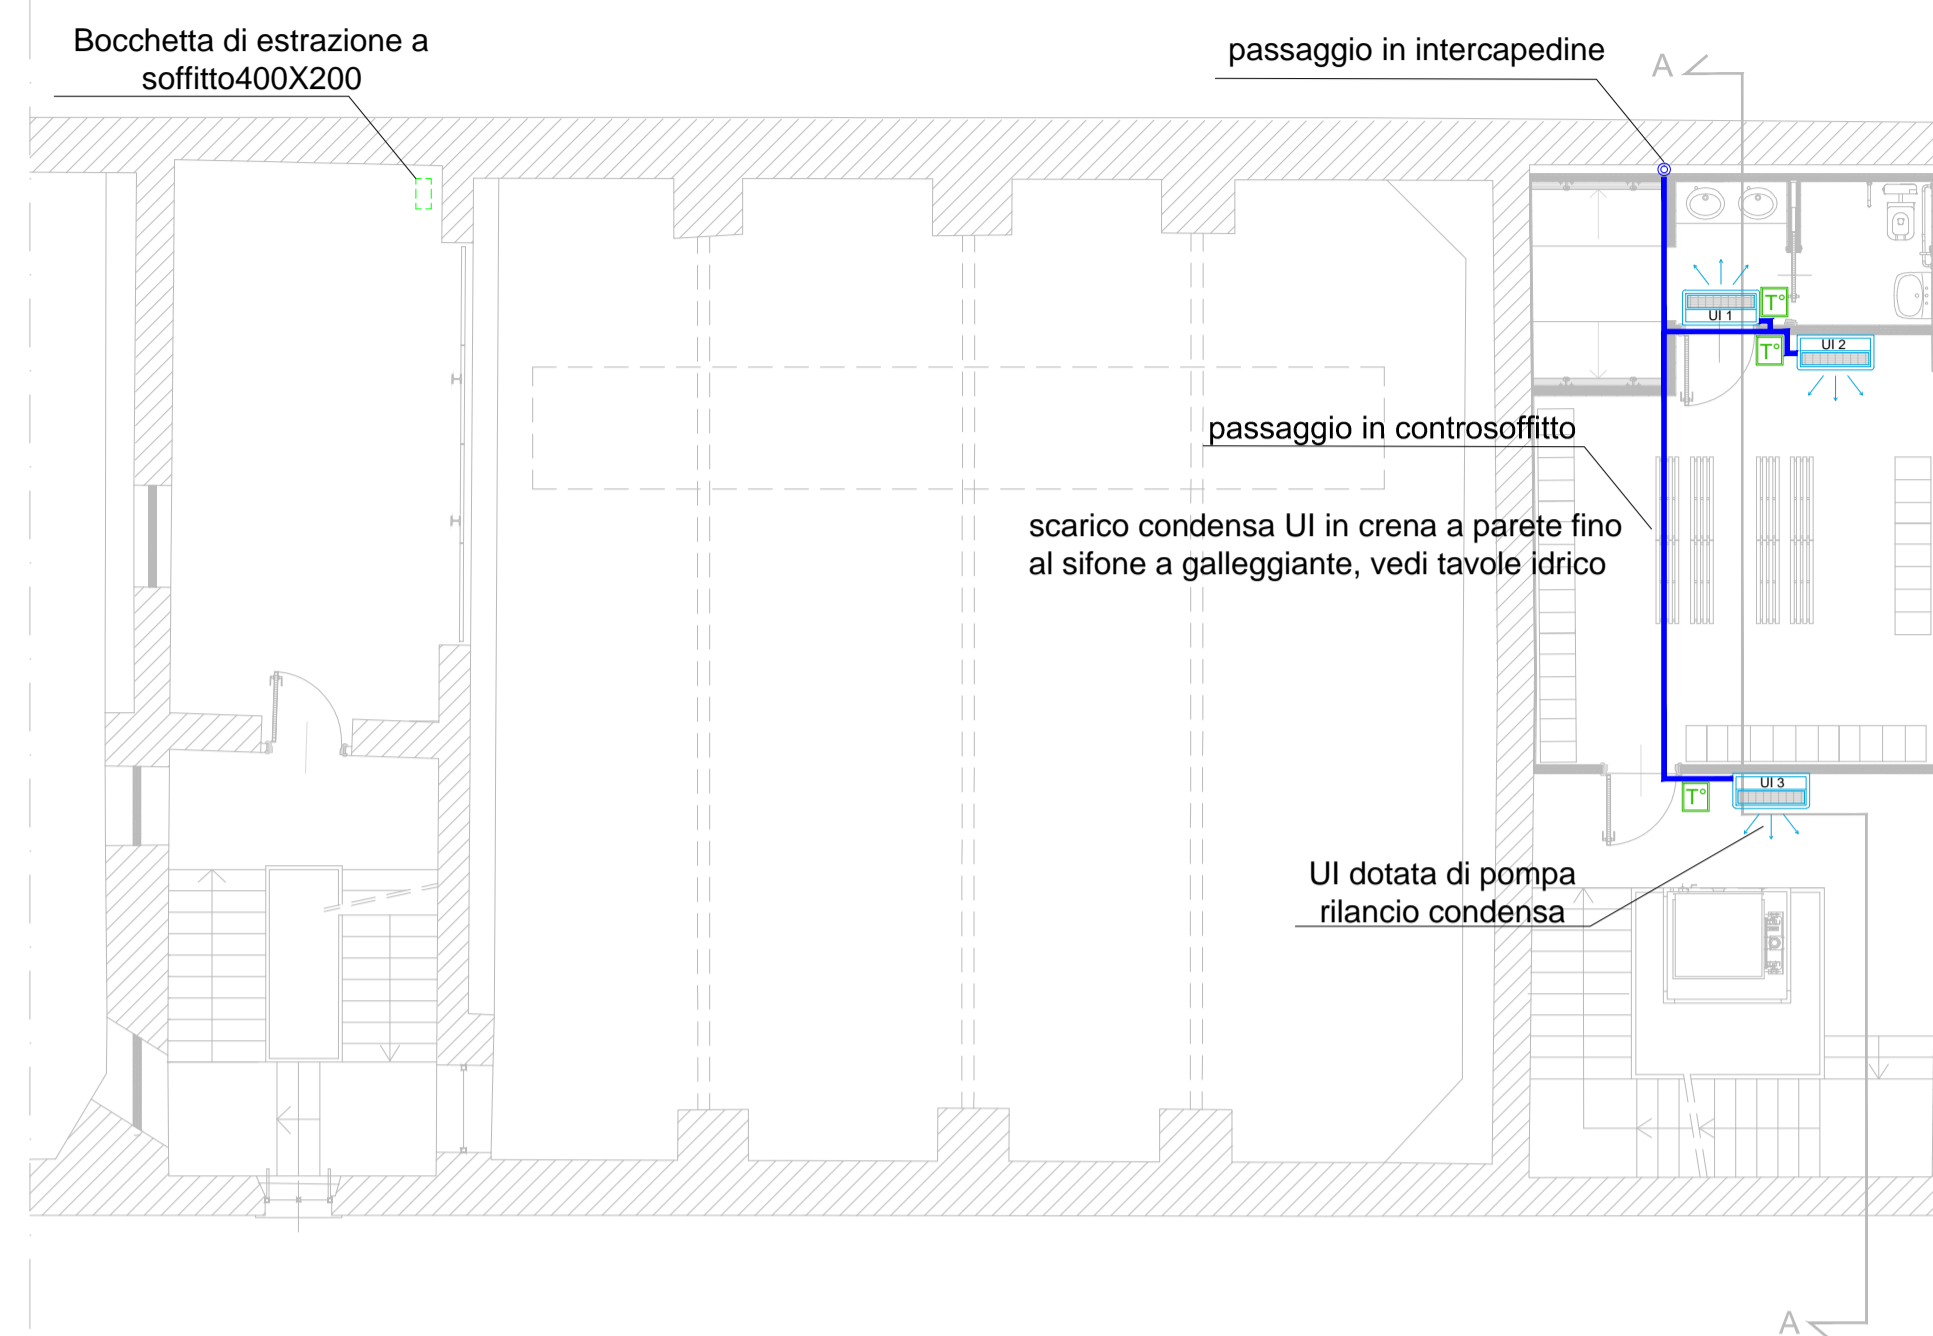 Bocchetta di estrazione a
soffitto400X200
passaggio in intercapedine
A
T°
UI 1
T°
UI 2
passaggio in controsoffitto
scarico condensa UI in crena a parete fino
al sifone a galleggiante, vedi tavole idrico
UI 3
T°
UI dotata di pompa
rilancio condensa
A